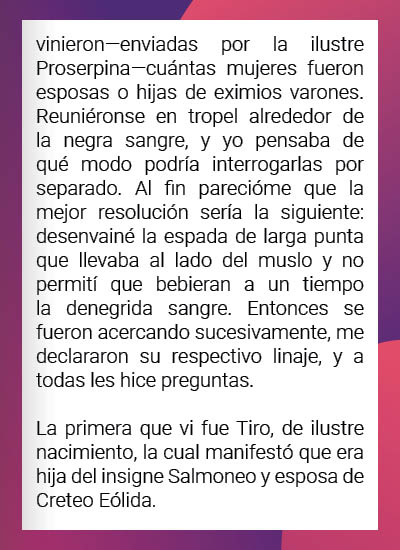 vinieron—enviadas por la ilustre
Proserpina—cuántas mujeres fueron
esposas o hijas de eximios varones.
Reuniéronse en tropel alrededor de
la negra sangre, y yo pensaba de
qué modo podría interrogarlas por
separado. Al fin parecióme que la
mejor resolución sería la siguiente:
desenvainé la espada de larga punta
que llevaba al lado del muslo y no
permití que bebieran a un tiempo
la denegrida sangre. Entonces se
fueron acercando sucesivamente, me
declararon su respectivo linaje, y a
todas les hice preguntas.

La primera que vi fue Tiro, de ilustre
nacimiento, la cual manifestó que era
hija del insigne Salmoneo y esposa de
Creteo Eólida.